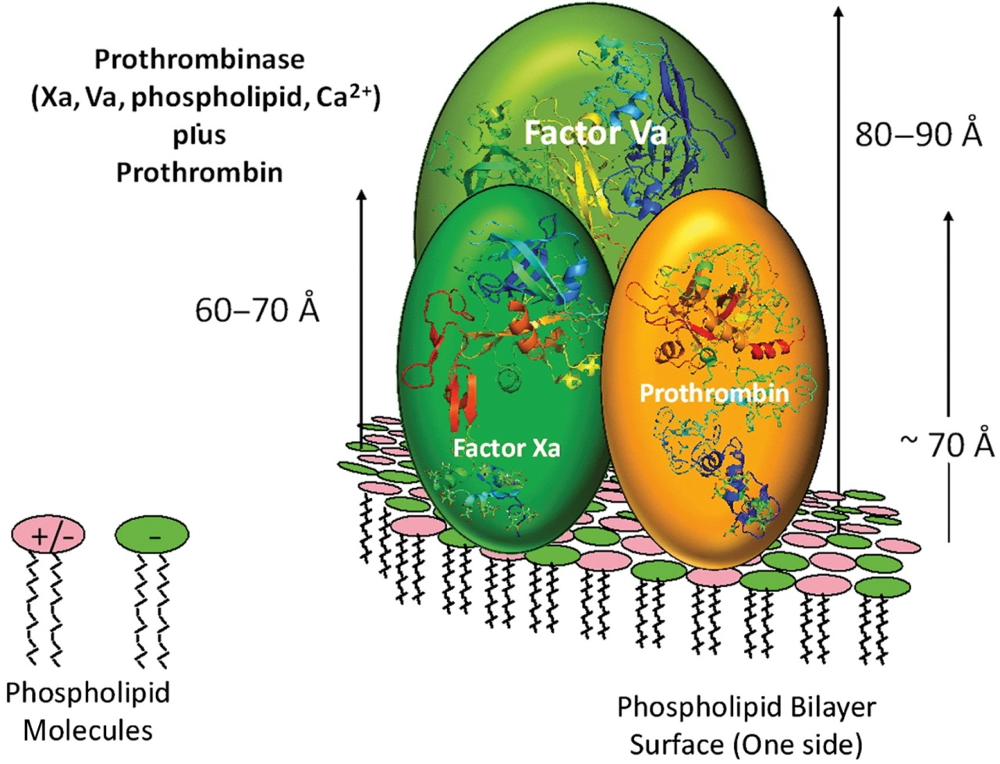 Prothrombinase
(Xa, Va, phospholipid, Ca²⁺)
plus
Prothrombin
Factor Va
80–90 Å
60–70 Å
Prothrombin
Factor Xa
~ 70 Å
+/-
-
Phospholipid
Molecules
Phospholipid Bilayer
Surface (One side)